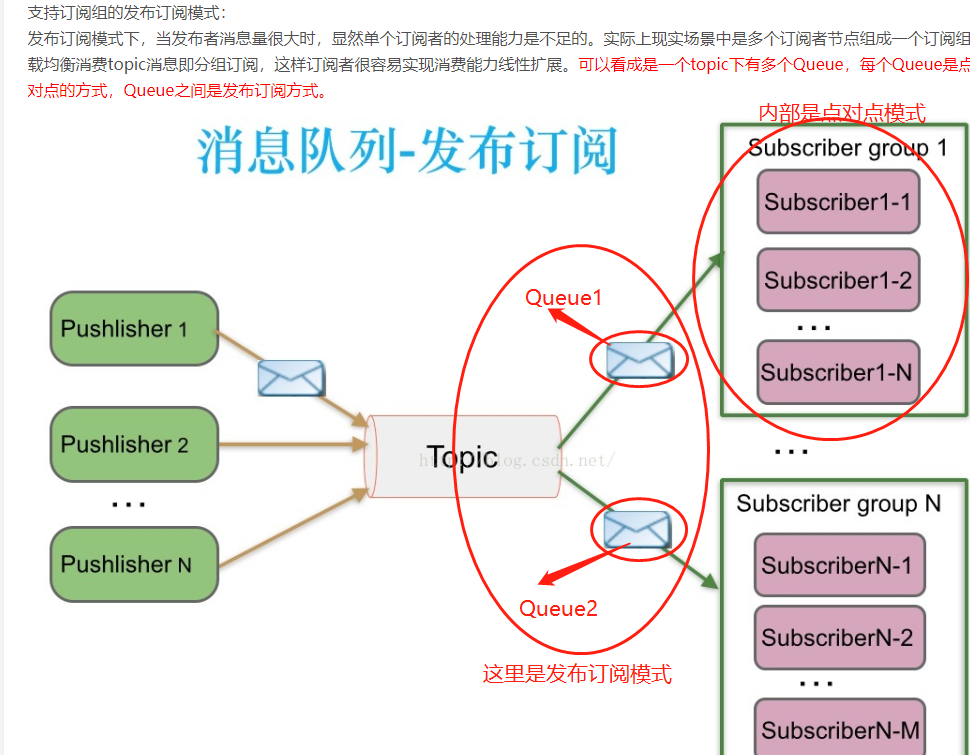 支持订阅组的发布订阅模式：
发布订阅模式下，当发布者消息量很大时，显然单个订阅者的处理能力是不足的。实际上现实场景中是多个订阅者节点组成一个订阅组
载均衡消费topic消息即分组订阅，这样订阅者很容易实现消费能力线性扩展。可以看成是一个topic下有多个Queue，每个Queue是点
对点的方式，Queue之间是发布订阅方式。
内部是点对点模式
消息队列-发布订阅
Subscriber group 1
Subscriber1-1
Subscriber1-2
...
Subscriber1-N
Queue1
Pushlisher 1
Pushlisher 2
...
Pushlisher N
Topic
...
Subscriber group N
SubscriberN-1
SubscriberN-2
...
SubscriberN-M
Queue2
这里是发布订阅模式